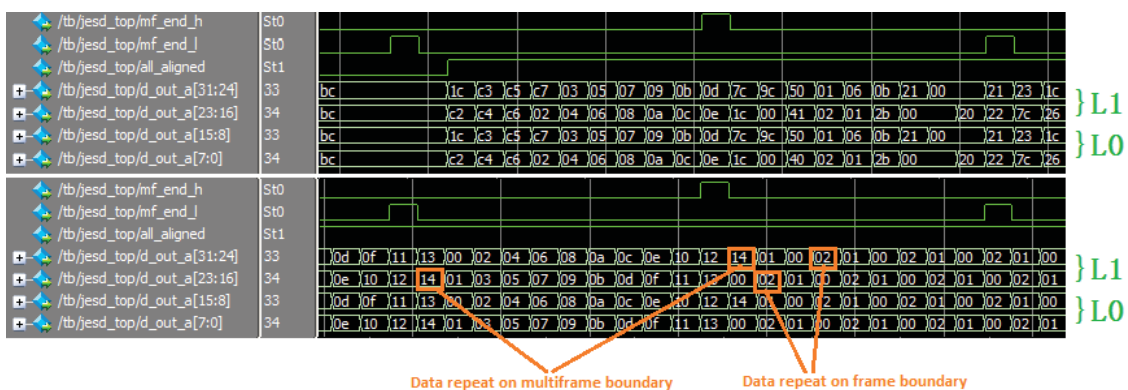 /tb/jesd_top/mf_end_h St0
/tb/jesd_top/mf_end_l St0
/tb/jesd_top/all_aligned St1
/tb/jesd_top/d_out_a[31:24] 33 bc 1c c3 c5 c7 03 05 07 09 0b 0d 7c 9c 50 01 06 0b 21 00 21 23 1c
/tb/jesd_top/d_out_a[23:16] 34 bc c2 c4 c6 02 04 06 08 0a 0c 0e 1c 00 41 02 01 2b 00 20 22 7c 26
}L1
/tb/jesd_top/d_out_a[15:8] 33 bc 1c c3 c5 c7 03 05 07 09 0b 0d 7c 9c 50 01 06 0b 21 00 21 23 1c
/tb/jesd_top/d_out_a[7:0] 34 bc c2 c4 c6 02 04 06 08 0a 0c 0e 1c 00 40 02 01 2b 00 20 22 7c 26
}L0
/tb/jesd_top/mf_end_h St0
/tb/jesd_top/mf_end_l St0
/tb/jesd_top/all_aligned St1
/tb/jesd_top/d_out_a[31:24] 33 0d 0f 11 13 00 02 04 06 08 0a 0c 0e 10 12 14 01 00 02 01 00 02 01 00 02 01 00
/tb/jesd_top/d_out_a[23:16] 34 0e 10 12 14 01 03 05 07 09 0b 0d 0f 11 13 00 02 01 00 02 01 00 02 01 00 02 01
}L1
/tb/jesd_top/d_out_a[15:8] 33 0d 0f 11 13 00 02 04 06 08 0a 0c 0e 10 12 14 01 00 02 01 00 02 01 00 02 01 00
/tb/jesd_top/d_out_a[7:0] 34 0e 10 12 14 01 03 05 07 09 0b 0d 0f 11 13 00 02 01 00 02 01 00 02 01 00 02 01
}L0
Data repeat on multiframe boundary
Data repeat on frame boundary